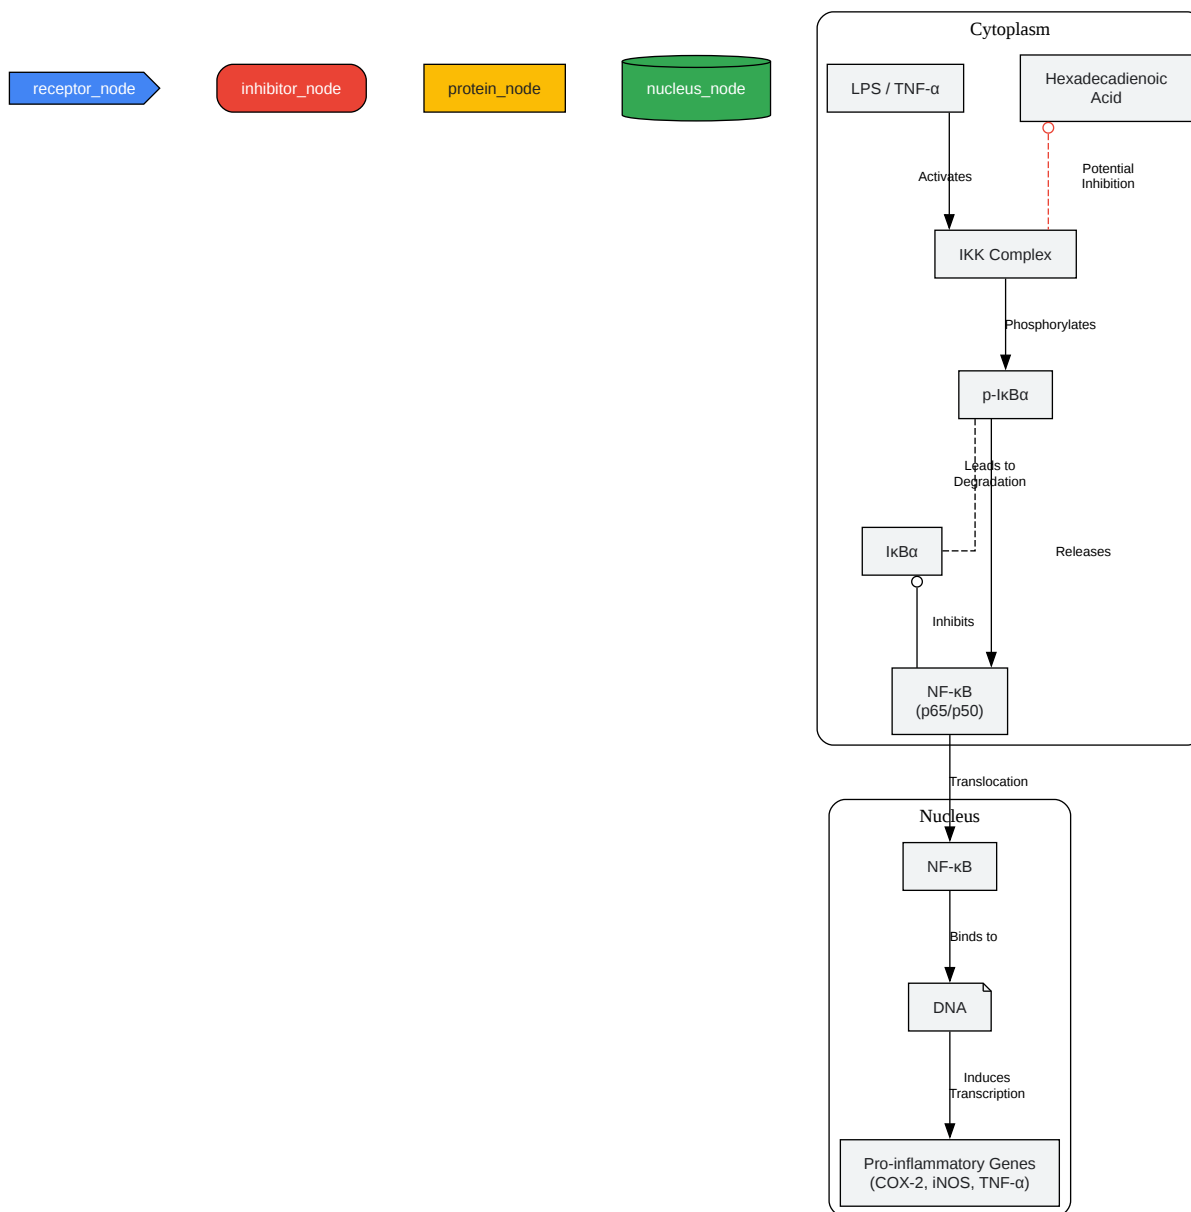 Cytoplasm
receptor_node
inhibitor_node
protein_node
nucleus_node
LPS / TNF-α
Hexadecadienoic
Acid
Activates
Potential
Inhibition
IKK Complex
Phosphorylates
p-IκBα
Leads to
Degradation
IκBα
Releases
Inhibits
NF-κB
(p65/p50)
Translocation
Nucleus
NF-κB
Binds to
DNA
Induces
Transcription
Pro-inflammatory Genes
(COX-2, iNOS, TNF-α)